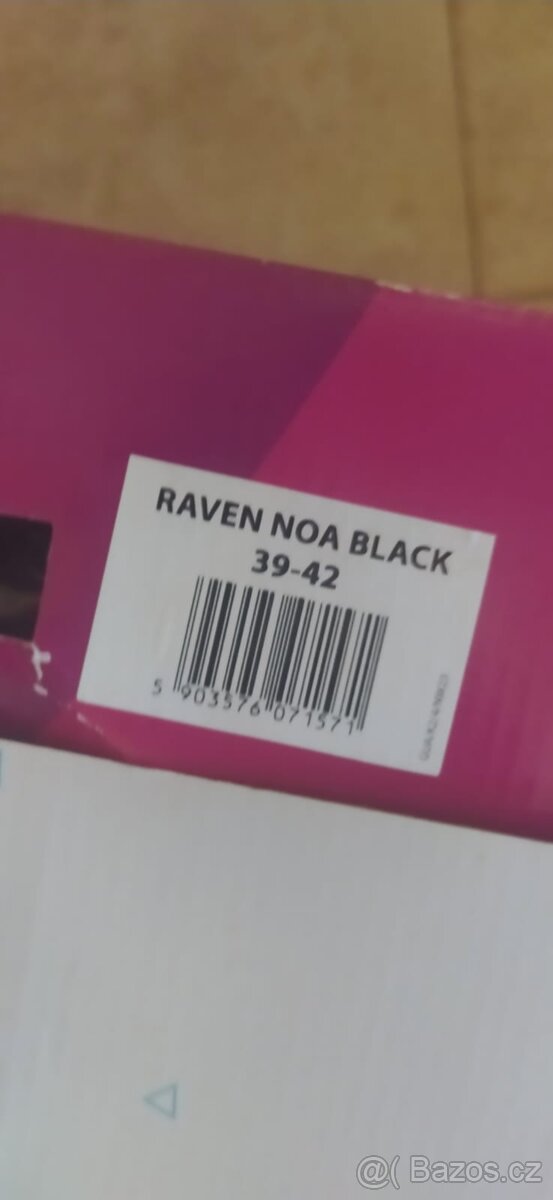 RAVEN NOA BLACK
39-42
5 903576 071571
@( Bazos.cz